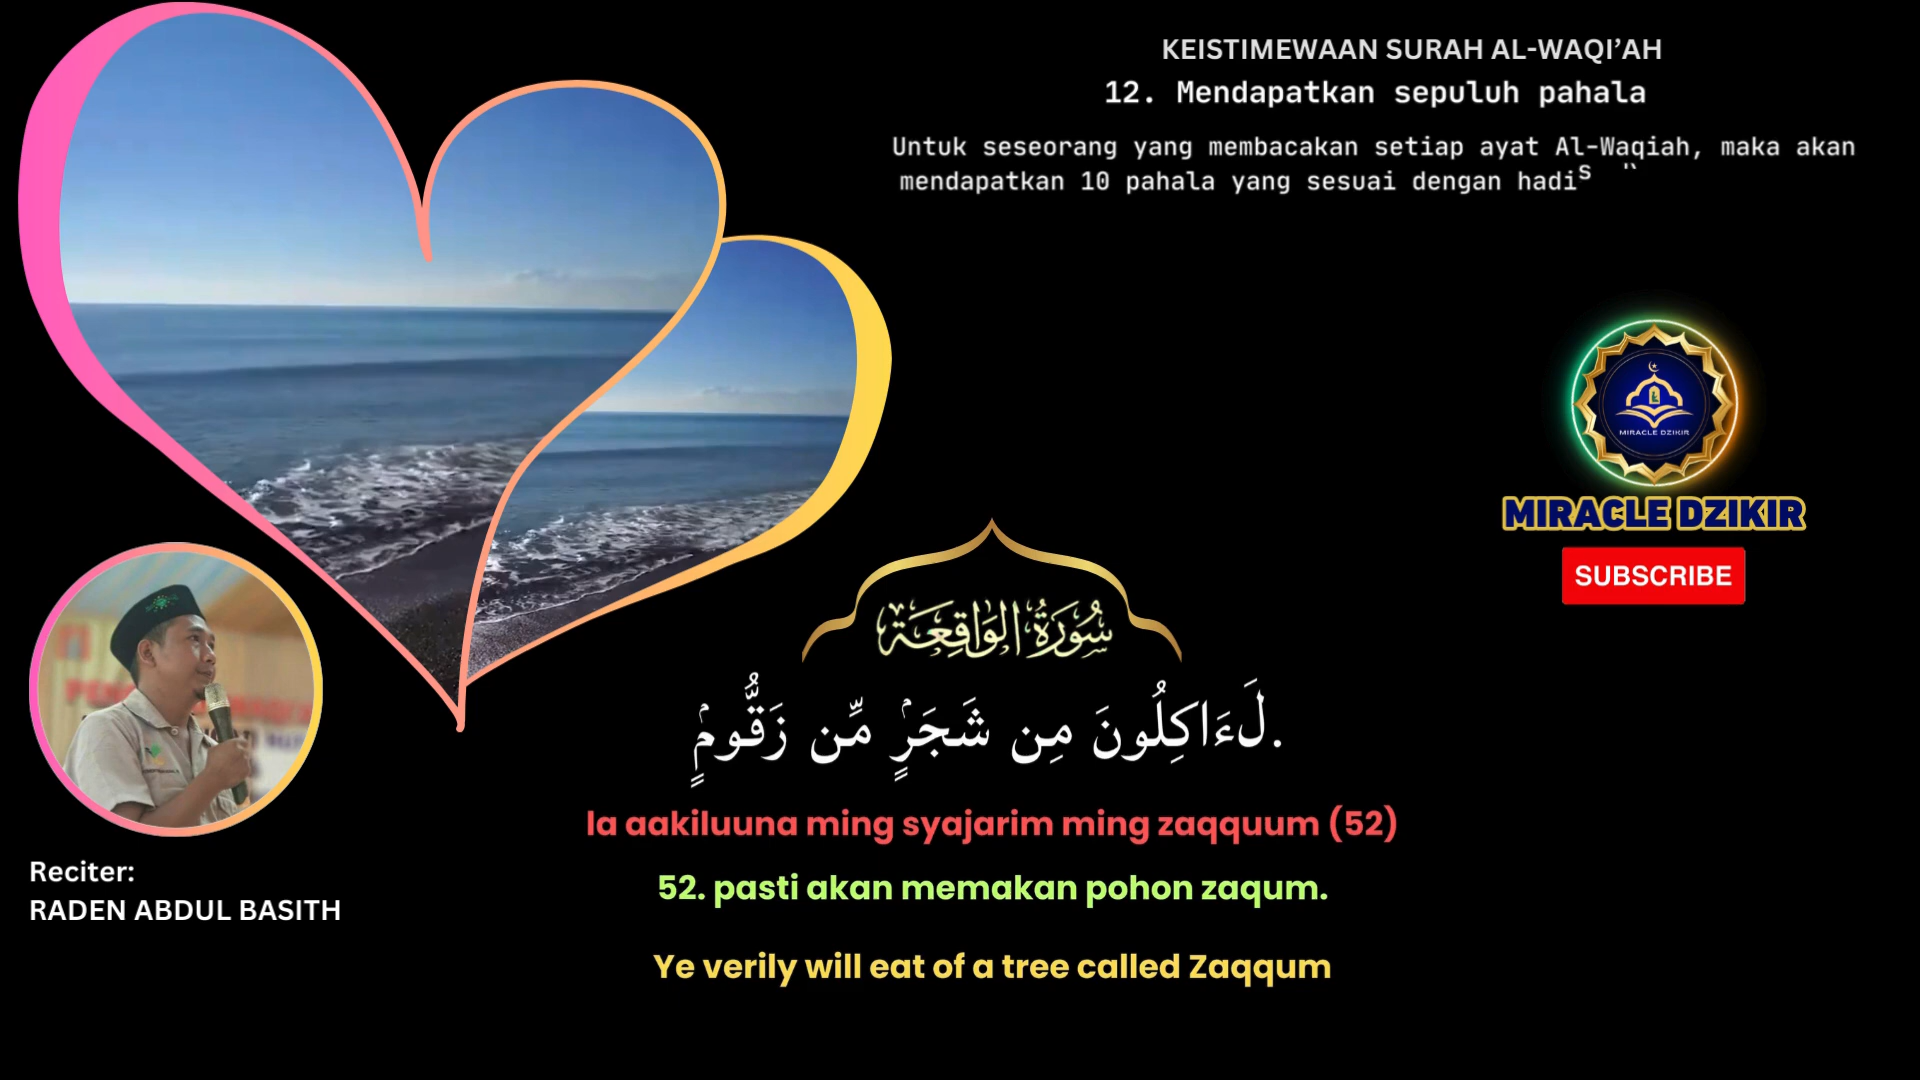 KEISTIMEWAAN SURAH AL-WAQI’AH
12. Mendapatkan sepuluh pahala
Untuk seseorang yang membacakan setiap ayat Al-Waqiah, maka akan
mendapatkan 10 pahala yang sesuai dengan hadis
MIRACLE DZIKIR
MIRACLE DZIKIR
SUBSCRIBE
سُوْرَةُ الوَاقِعَة
لَءَاكِلُونَ مِن شَجَرٍۢ مِّن زَقُّومٍۢ.
la aakiluuna ming syajarim ming zaqquum (52)
52. pasti akan memakan pohon zaqum.
Ye verily will eat of a tree called Zaqqum
Reciter:
RADEN ABDUL BASITH